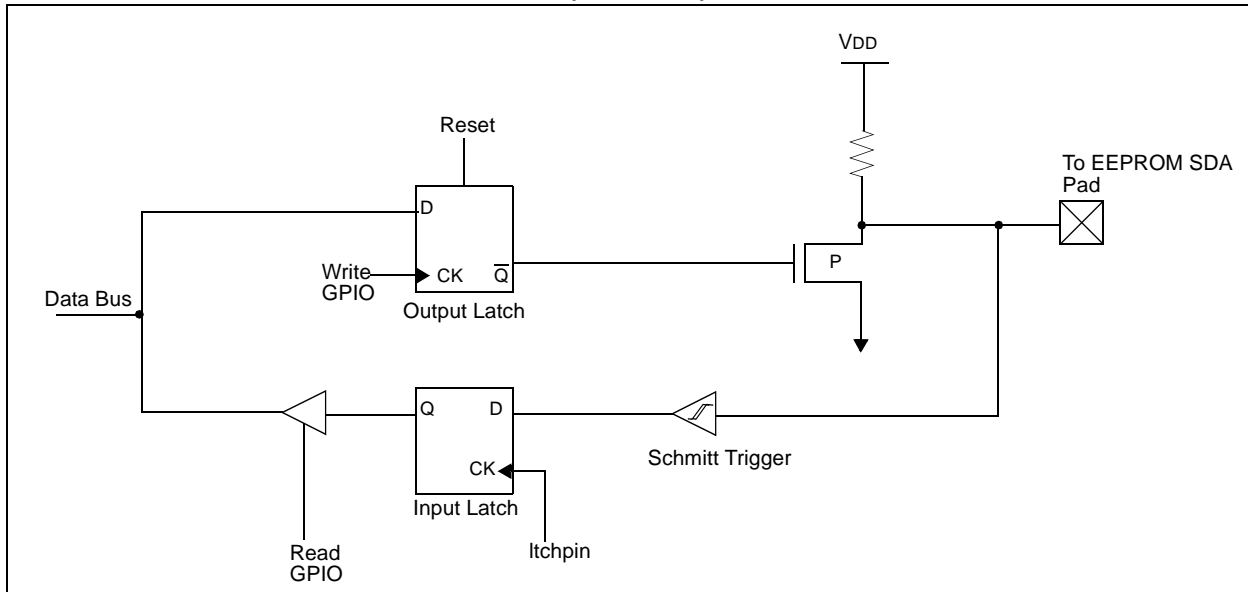 VDD
Reset
To EEPROM SDA
Pad
D
P
Write
GPIO
CK
Q
Data Bus
Output Latch
Q
D
Schmitt Trigger
CK
Input Latch
Read
GPIO
ltchpin